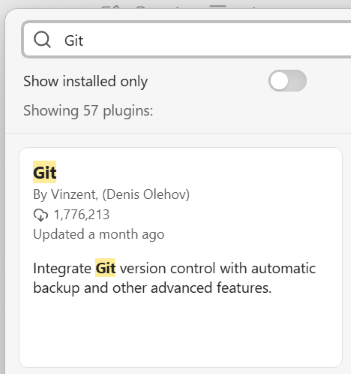 Git
Show installed only
Showing 57 plugins:
Git
By Vinzent, (Denis Olehov)
1,776,213
Updated a month ago
Integrate Git version control with automatic
backup and other advanced features.